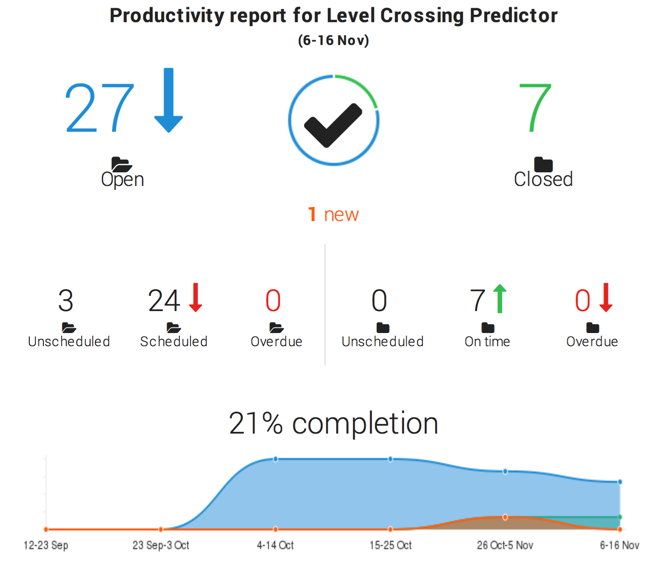 Productivity report for Level Crossing Predictor
(6-16 Nov)
27
7
Open
Closed
1 new
3
24
0
0
7
0
Unscheduled
Scheduled
Overdue
Unscheduled
On time
Overdue
21% completion
12-23 Sep
23 Sep-3 Oct
4-14 Oct
15-25 Oct
26 Oct-5 Nov
6-16 Nov